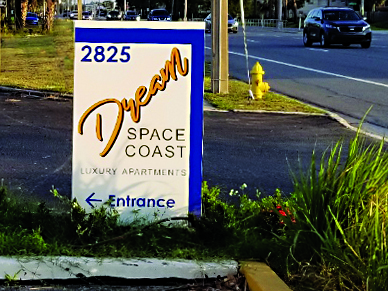 2825
Dream
SPACE
COAST
LUXURY APARTMENTS
← Entrance